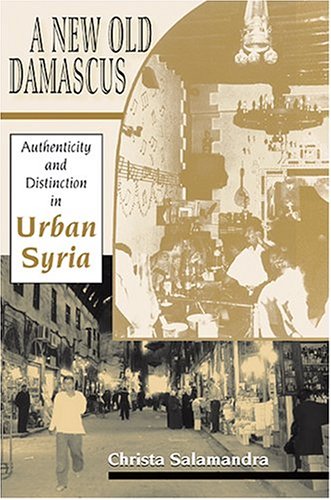 A NEW OLD
DAMASCUS
Authenticity and
Distinction in
Urban
Syria
Christa Salamandra